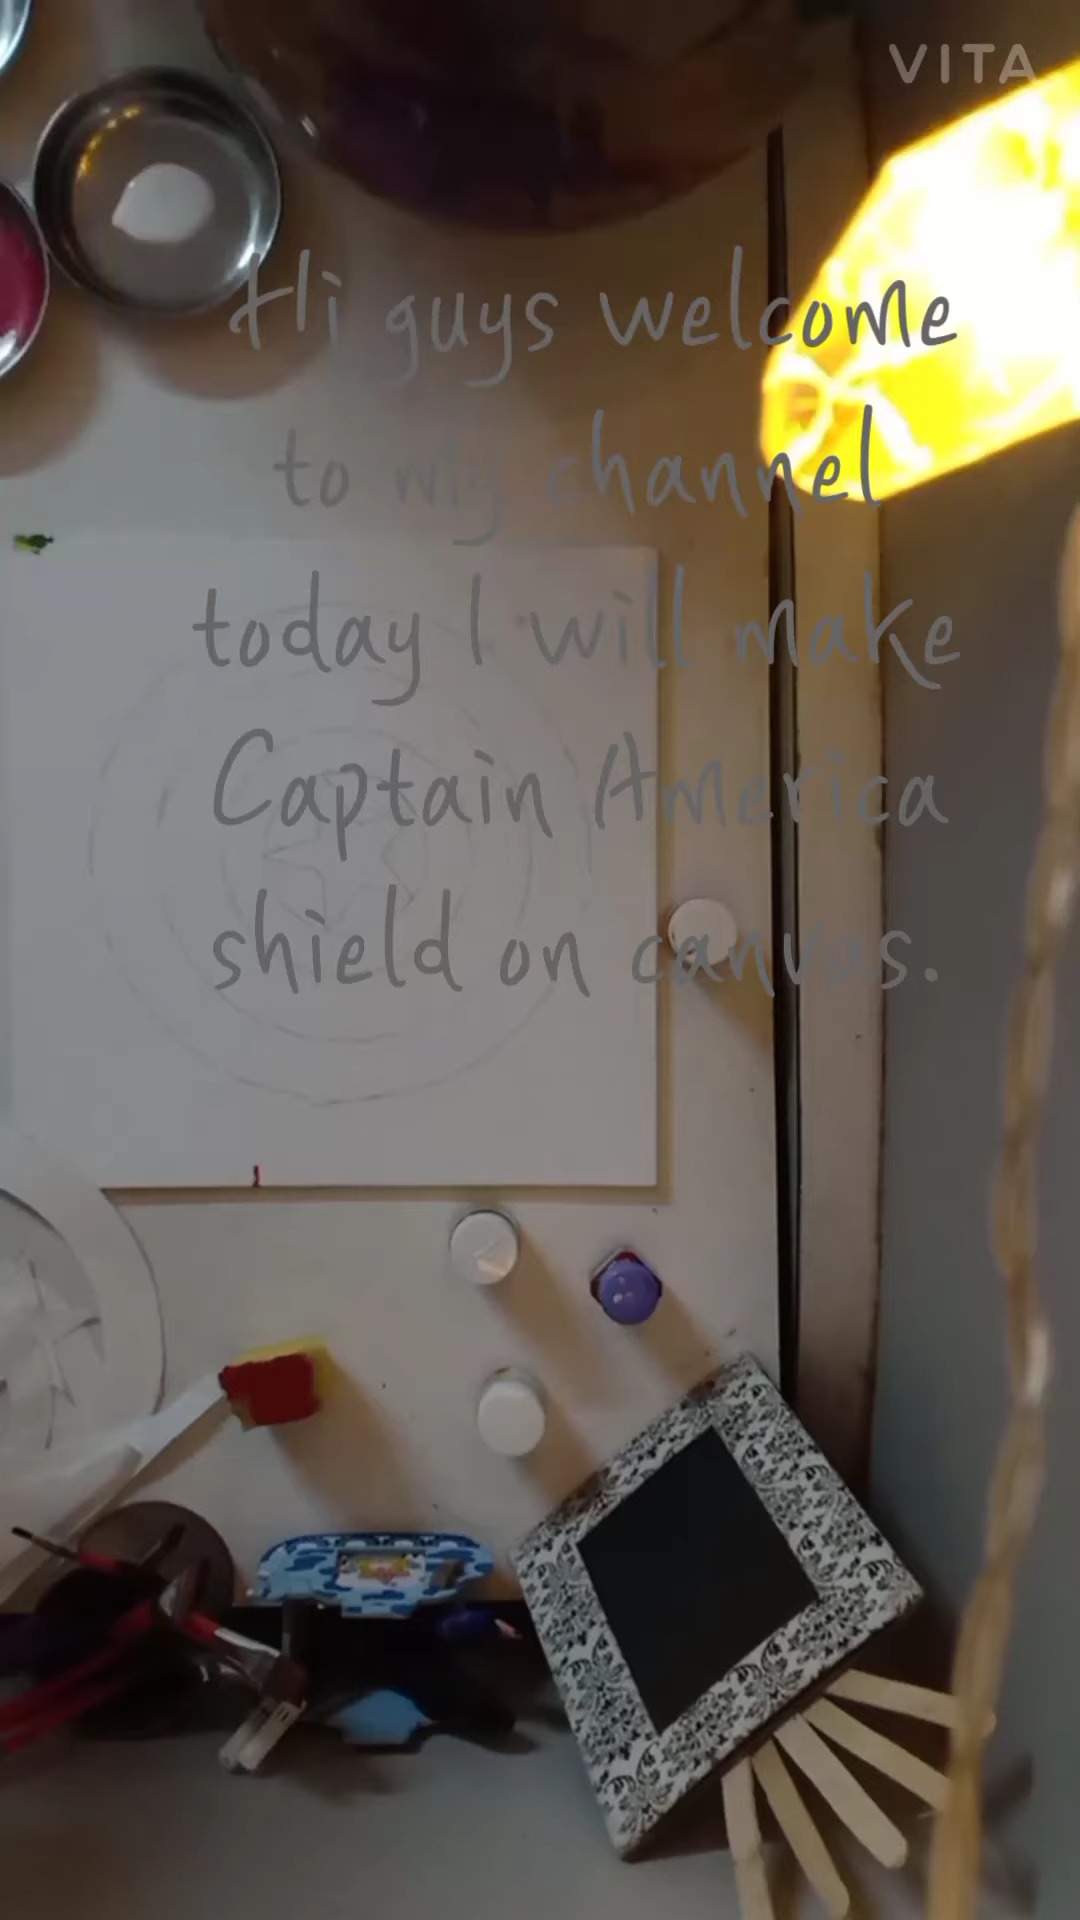 VITA
Hi guys welcome
to my channel
today I will make
Captain America
shield on canvas.